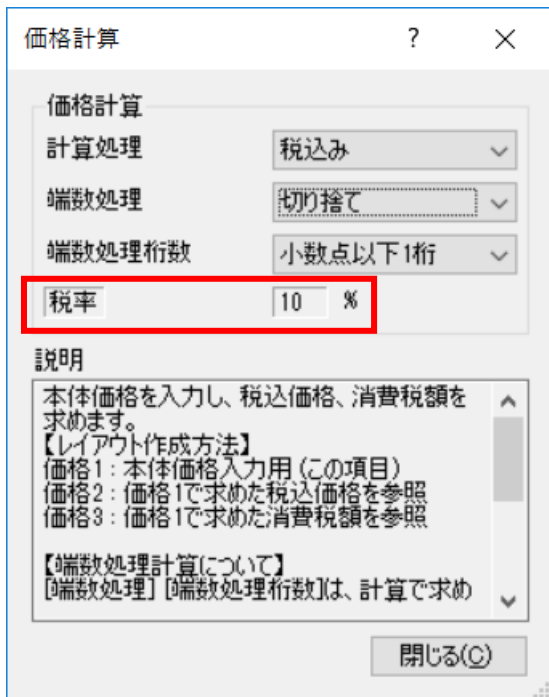 価格計算 ?
価格計算
計算処理 税込み
端数処理 切り捨て
端数処理桁数 小数点以下1桁
税率 10 %
説明
本体価格を入力し、税込価格、消費税額を
求めます。
【レイアウト作成方法】
価格1：本体価格入力用（この項目）
価格2：価格1で求めた税込価格を参照
価格3：価格1で求めた消費税額を参照
【端数処理計算について】
[端数処理] [端数処理桁数]は、計算で求め
閉じる(C)